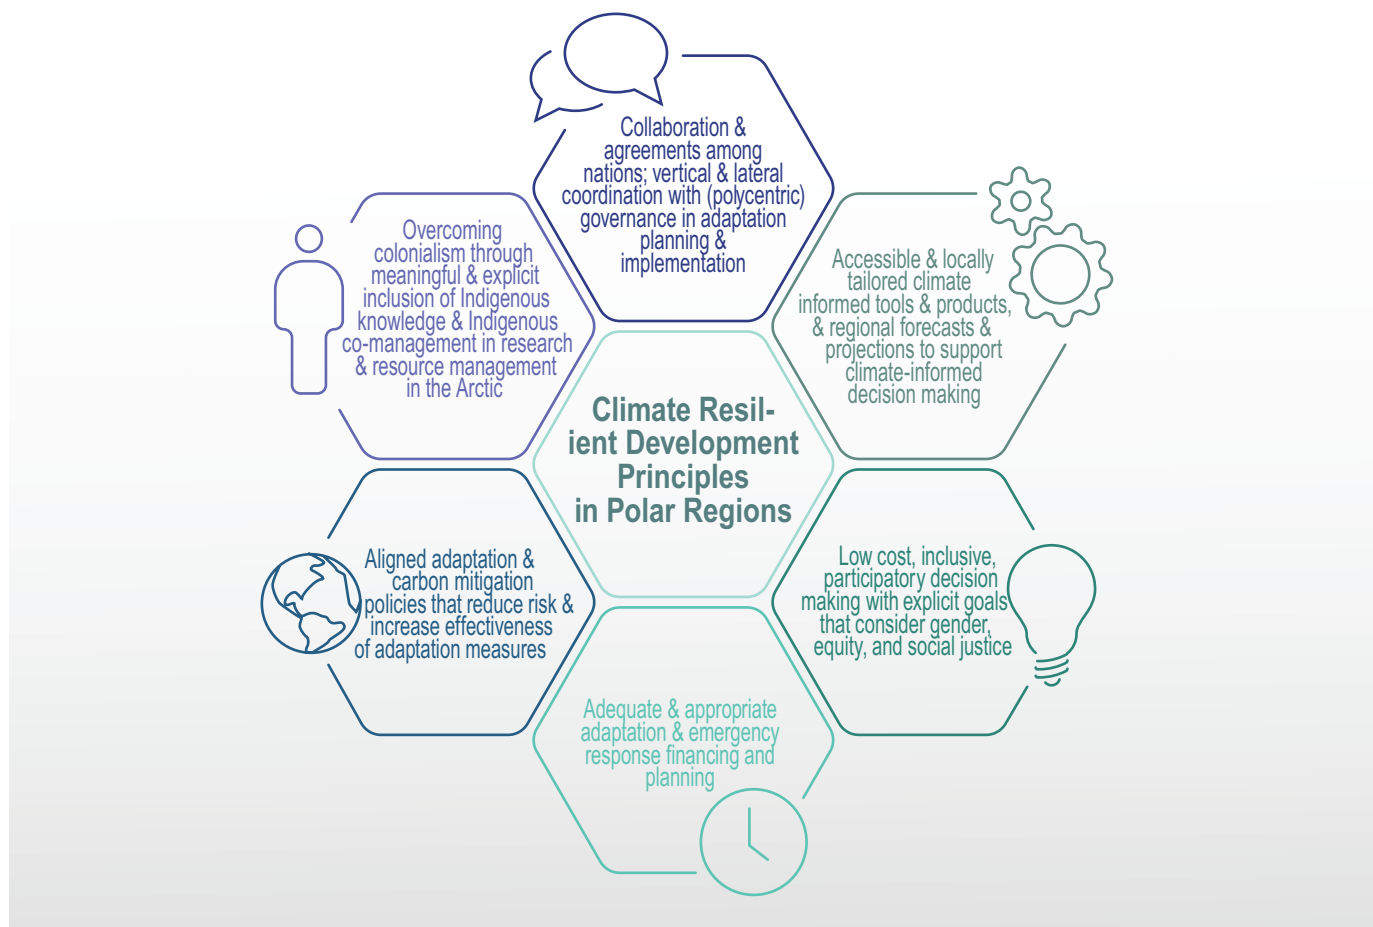 Collaboration &
agreements among
nations; vertical & lateral
coordination with (polycentric)
governance in adaptation
planning &
implementation
Overcoming
colonialism through
meaningful & explicit
inclusion of Indigenous
knowledge & Indigenous
co-management in research
& resource management
in the Arctic
Accessible & locally
tailored climate
informed tools & products,
& regional forecasts &
projections to support
climate-informed
decision making
Climate Resil-
ient Development
Principles
in Polar Regions
Aligned adaptation &
carbon mitigation
policies that reduce risk &
increase effectiveness
of adaptation measures
Low cost, inclusive,
participatory decision
making with explicit goals
that consider gender,
equity, and social justice
Adequate & appropriate
adaptation & emergency
response financing and
planning